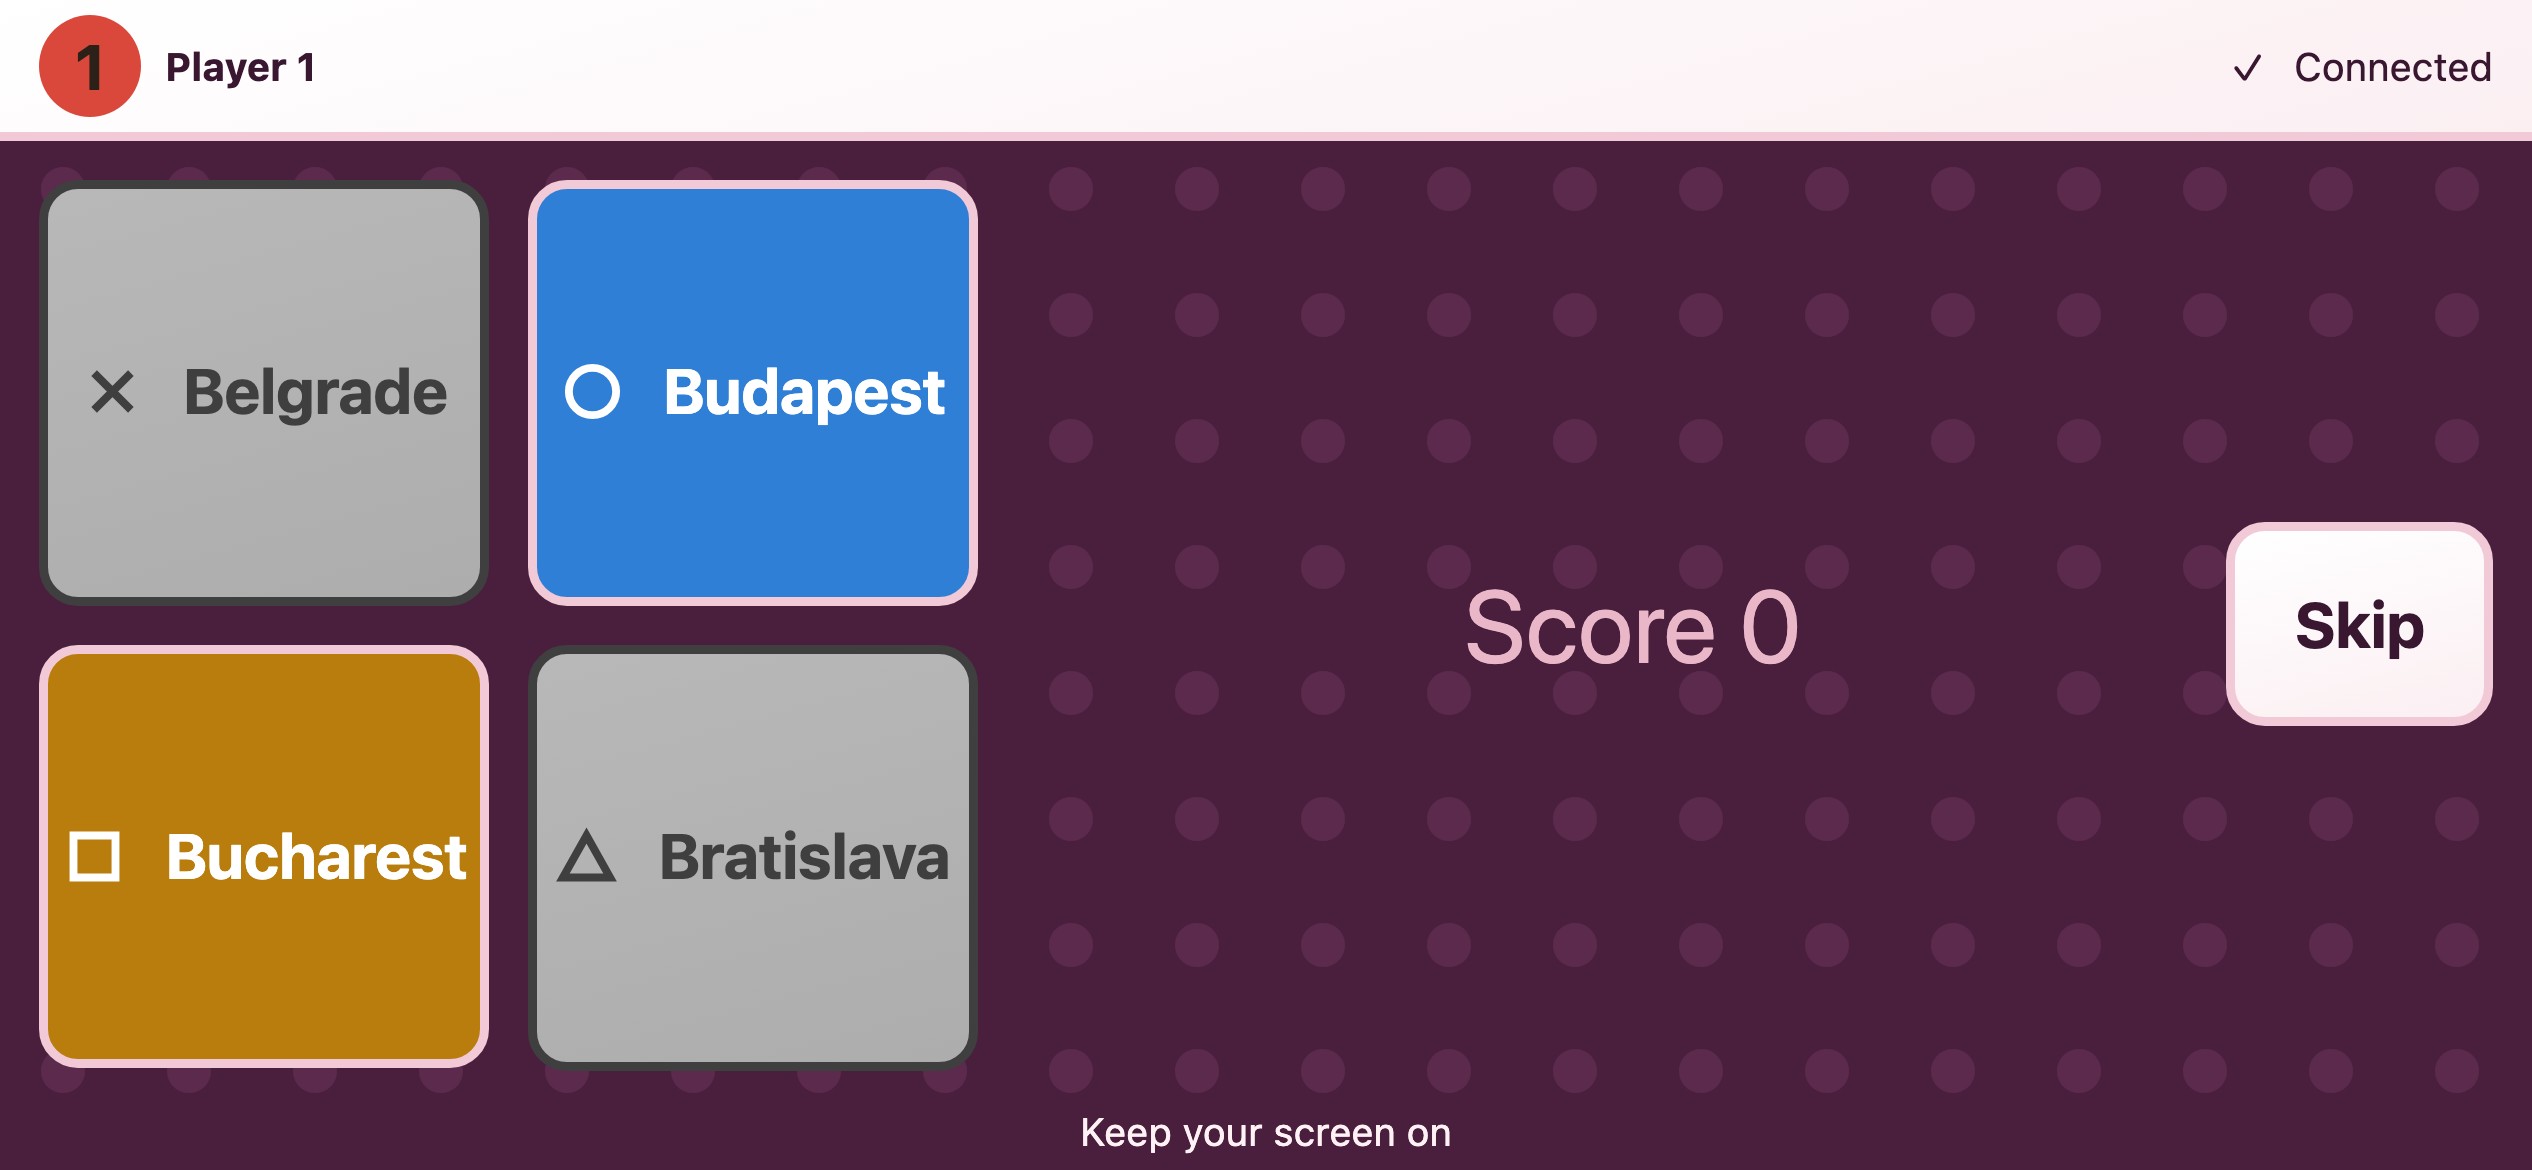 1 Player 1
✓ Connected
Belgrade
Budapest
Bucharest
Bratislava
Score 0
Skip
Keep your screen on